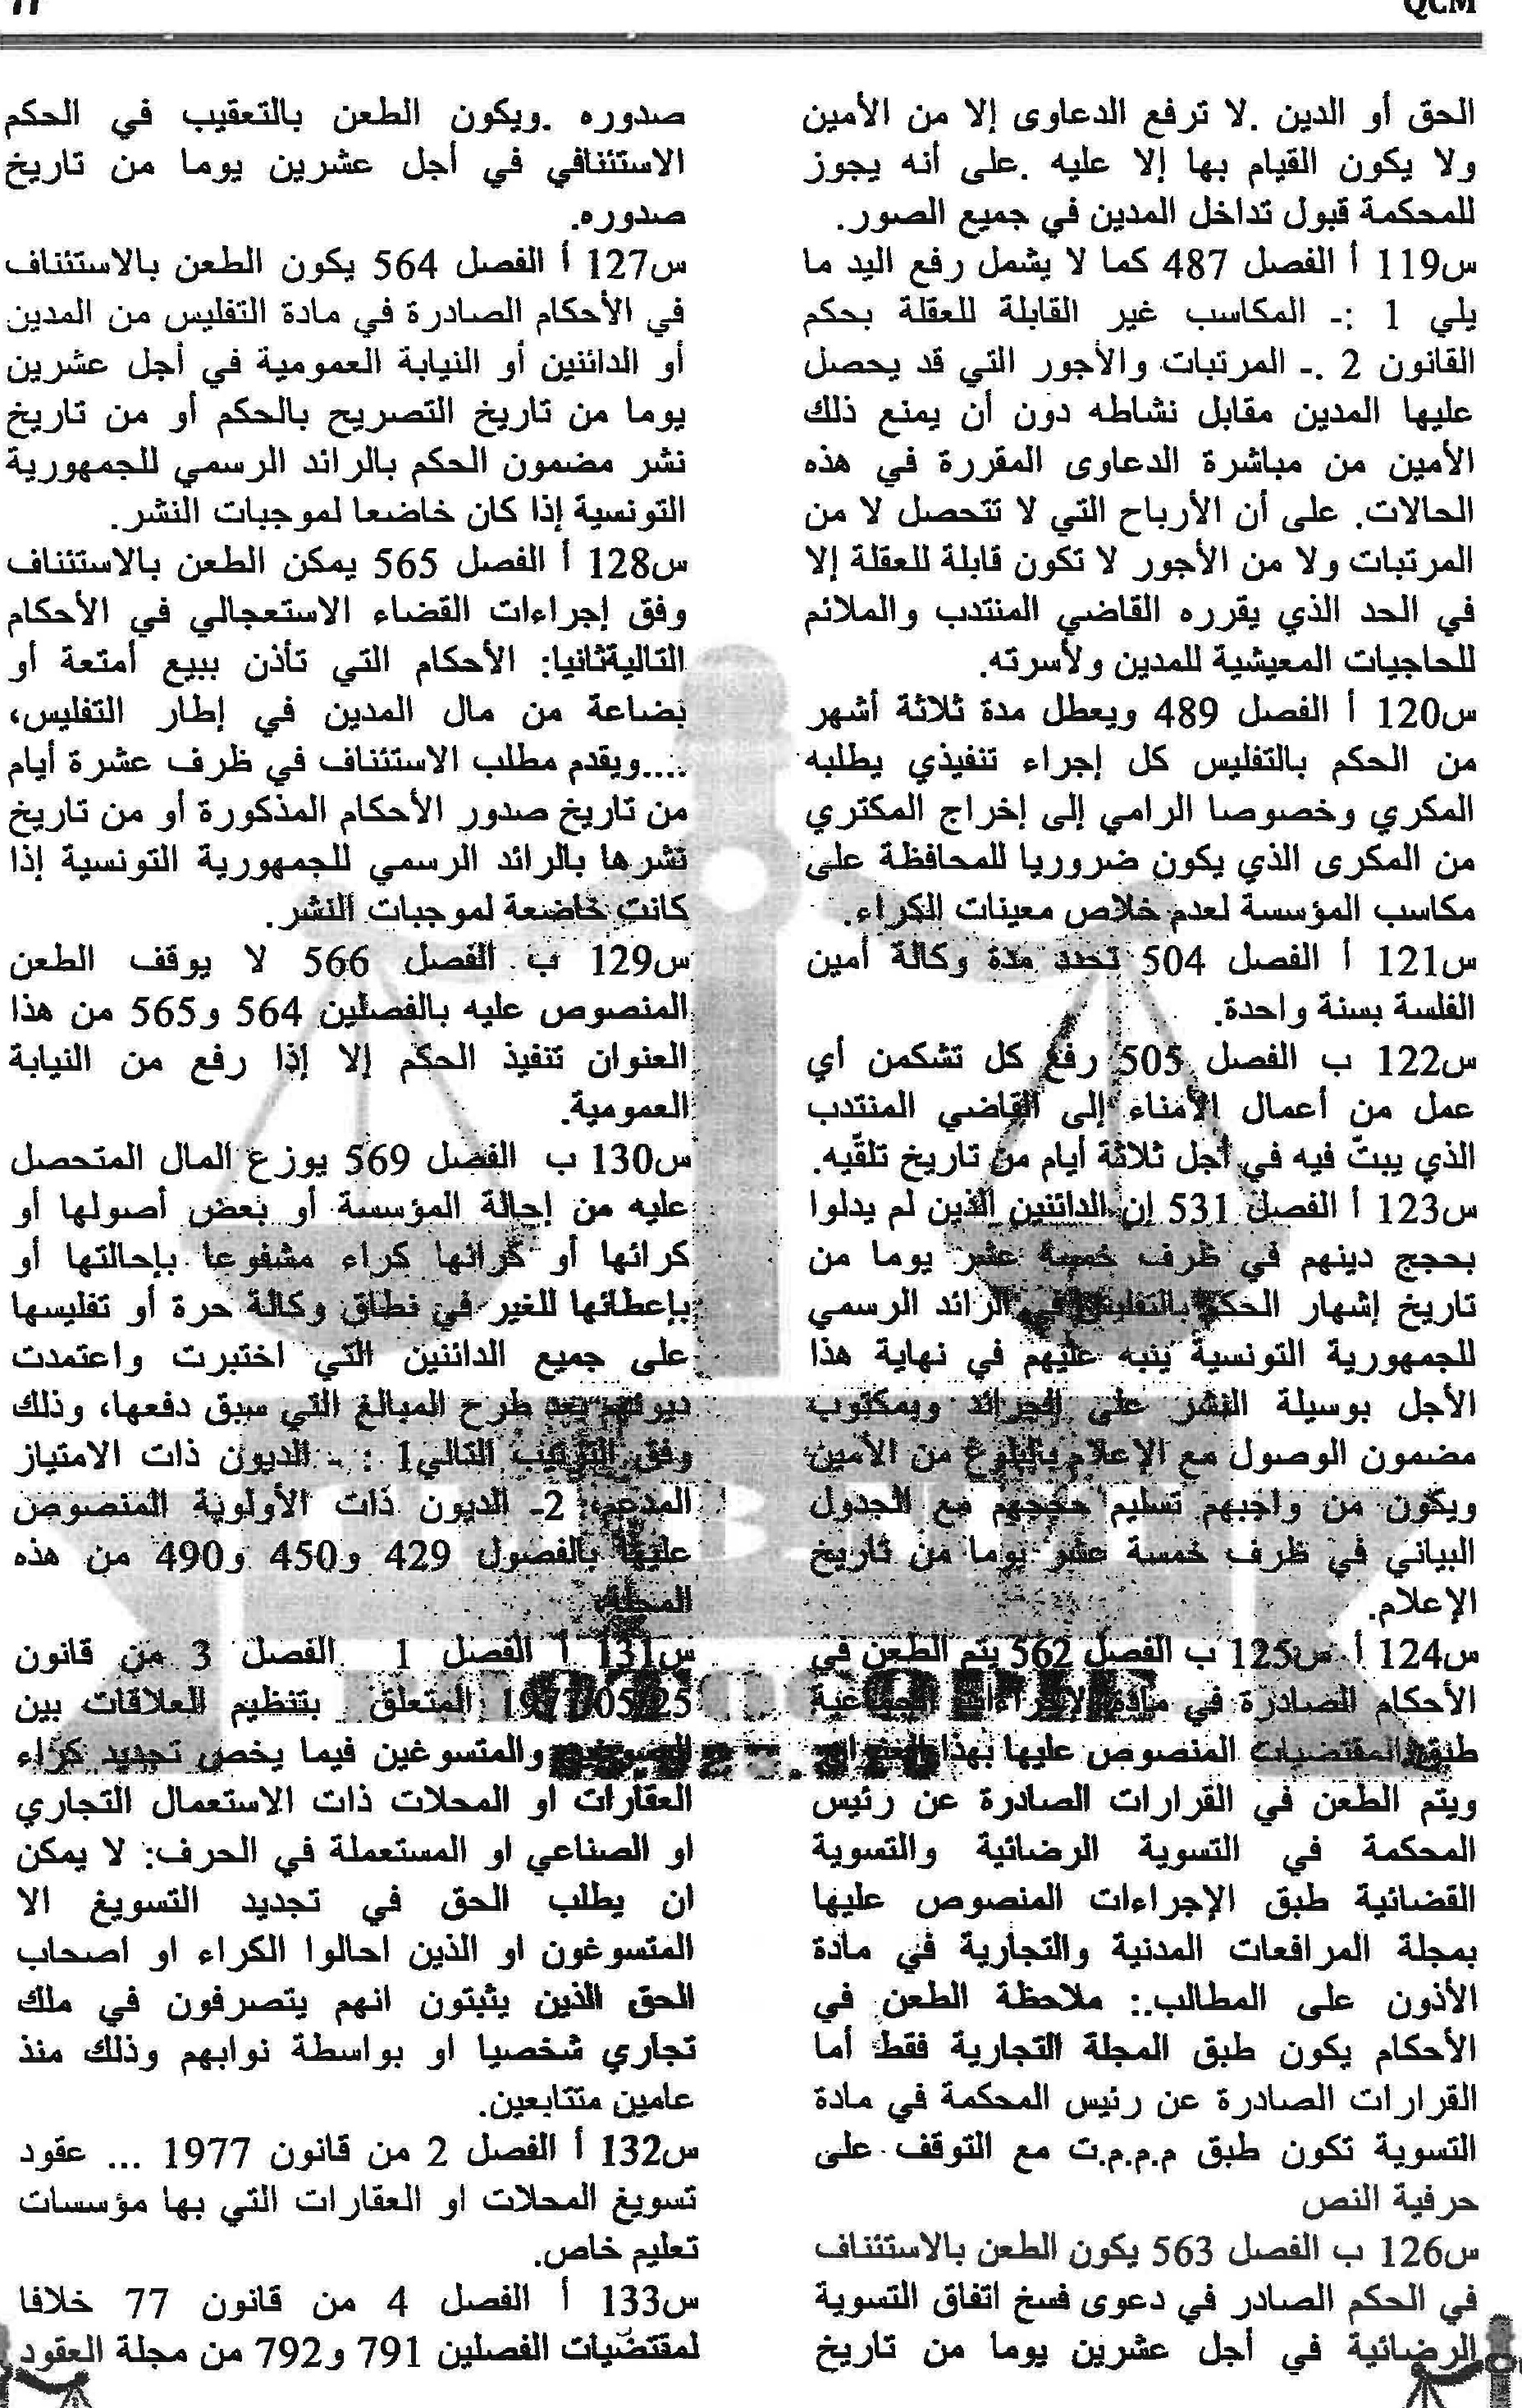 QCM
الحق أو الدين .لا ترفع الدعاوى إلا من الأمين
ولا يكون القيام بها إلا عليه .على أنه يجوز
للمحكمة قبول تداخل المدين في جميع الصور.
س119 أ الفصل 487 كما لا يشمل رفع اليد ما
يلي 1 :ـ المكاسب غير القابلة للعقلة بحكم
القانون 2 .ـ المرتبات والأجور التي قد يحصل
عليها المدين مقابل نشاطه دون أن يمنع ذلك
الأمين من مباشرة الدعاوى المقررة في هذه
الحالات. على أن الأرباح التي لا تتحصل لا من
المرتبات ولا من الأجور لا تكون قابلة للعقلة إلا
في الحد الذي يقرره القاضي المنتدب والملائم
للحاجيات المعيشية للمدين ولأسرته.
س120 أ الفصل 489 ويعطل مدة ثلاثة أشهر
من الحكم بالتفليس كل إجراء تنفيذي يطلبه
المكري وخصوصا الرامي إلى إخراج المكتري
من المكرى الذي يكون ضروريا للمحافظة على
مكاسب المؤسسة لعدم خلاص معينات الكراء.
س121 أ الفصل 504 تحدد مدة وكالة أمين
الفلسة بسنة واحدة.
س122 ب الفصل 505 رفع كل تشكمن أي
عمل من أعمال الأمناء إلى القاضي المنتدب
الذي يبتّ فيه في أجل ثلاثة أيام من تاريخ تلقّيه.
س123 أ الفصل 531 إن الدائنين الذين لم يدلوا
بحجج دينهم في ظرف خمسة عشر يوما من
تاريخ إشهار الحكم بالتفليس في الرائد الرسمي
للجمهورية التونسية ينبه عليهم في نهاية هذا
الأجل بوسيلة النشر على الجرائد وبمكتوب
مضمون الوصول مع الإعلام بالبلوغ من الأمين
ويكون من واجبهم تسليم حججهم مع الجدول
البياني في ظرف خمسة عشر يوما من تاريخ
الإعلام.
س124 أ س125 ب الفصل 562 يتم الطعن في
الأحكام الصادرة في مادة الإجراءات الجماعية
طبق المقتضيات المنصوص عليها بهذا العنوان
ويتم الطعن في القرارات الصادرة عن رئيس
المحكمة في التسوية الرضائية والتسوية
القضائية طبق الإجراءات المنصوص عليها
بمجلة المرافعات المدنية والتجارية في مادة
الأذون على المطالب.: ملاحظة الطعن في
الأحكام يكون طبق المجلة التجارية فقط أما
القرارات الصادرة عن رئيس المحكمة في مادة
التسوية تكون طبق م.م.م.ت مع التوقف على
حرفية النص
س126 ب الفصل 563 يكون الطعن بالاستئناف
في الحكم الصادر في دعوى فسخ اتفاق التسوية
الرضائية في أجل عشرين يوما من تاريخ
صدوره .ويكون الطعن بالتعقيب في الحكم
الاستئنافي في أجل عشرين يوما من تاريخ
صدوره.
س127 أ الفصل 564 يكون الطعن بالاستئناف
في الأحكام الصادرة في مادة التفليس من المدين
أو الدائنين أو النيابة العمومية في أجل عشرين
يوما من تاريخ التصريح بالحكم أو من تاريخ
نشر مضمون الحكم بالرائد الرسمي للجمهورية
التونسية إذا كان خاضعا لموجبات النشر.
س128 أ الفصل 565 يمكن الطعن بالاستئناف
وفق إجراءات القضاء الاستعجالي في الأحكام
التاليةثانيا: الأحكام التي تأذن ببيع أمتعة أو
بضاعة من مال المدين في إطار التفليس،
....ويقدم مطلب الاستئناف في ظرف عشرة أيام
من تاريخ صدور الأحكام المذكورة أو من تاريخ
نشرها بالرائد الرسمي للجمهورية التونسية إذا
كانت خاضعة لموجبات النشر.
س129 ب الفصل 566 لا يوقف الطعن
المنصوص عليه بالفصلين 564 و565 من هذا
العنوان تنفيذ الحكم إلا إذا رفع من النيابة
العمومية.
س130 ب الفصل 569 يوزع المال المتحصل
عليه من إحالة المؤسسة أو بعض أصولها أو
كرائها أو كرائها كراء مشفوعا بإحالتها أو
بإعطائها للغير في نطاق وكالة حرة أو تفليسها
على جميع الدائنين التي اختبرت واعتمدت
ديونهم بعد طرح المبالغ التي سبق دفعها، وذلك
وفق الترتيب التالي1 : ـ الديون ذات الامتياز
المدعم؛ 2ـ الديون ذات الأولوية المنصوص
عليها بالفصول 429 و450 و490 من هذه
المجلة.
س131 أ الفصل 1 .الفصل 3 من قانون
1977/05/25 المتعلق بتنظيم العلاقات بين
المسوغين والمتسوغين فيما يخص تجديد كراء
العقارات او المحلات ذات الاستعمال التجاري
او الصناعي او المستعملة في الحرف: لا يمكن
ان يطلب الحق في تجديد التسويغ الا
المتسوغون او الذين احالوا الكراء او اصحاب
الحق الذين يثبتون انهم يتصرفون في ملك
تجاري شخصيا او بواسطة نوابهم وذلك منذ
عامين متتابعين.
س132 أ الفصل 2 من قانون 1977 ... عقود
تسويغ المحلات او العقارات التي بها مؤسسات
تعليم خاص.
س133 أ الفصل 4 من قانون 77 خلافا
لمقتضيات الفصلين 791 و792 من مجلة العقود